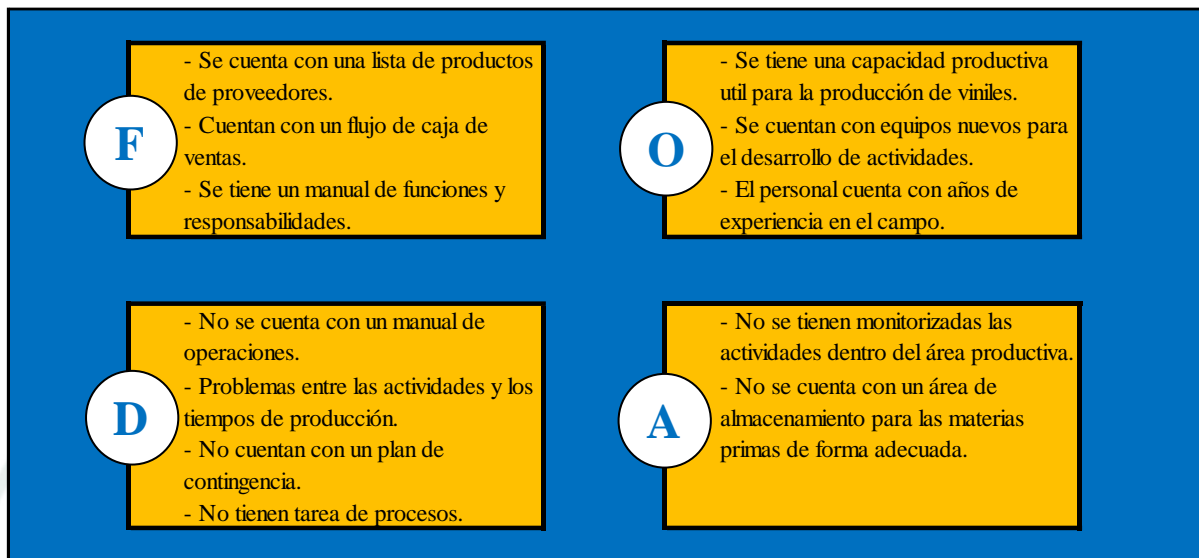 F
- Se cuenta con una lista de productos
de proveedores.
- Cuentan con un flujo de caja de
ventas.
- Se tiene un manual de funciones y
responsabilidades.
O
- Se tiene una capacidad productiva
util para la producción de viniles.
- Se cuentan con equipos nuevos para
el desarrollo de actividades.
- El personal cuenta con años de
experiencia en el campo.
D
- No se cuenta con un manual de
operaciones.
- Problemas entre las actividades y los
tiempos de producción.
- No cuentan con un plan de
contingencia.
- No tienen tarea de procesos.
A
- No se tienen monitorizadas las
actividades dentro del área productiva.
- No se cuenta con un área de
almacenamiento para las materias
primas de forma adecuada.